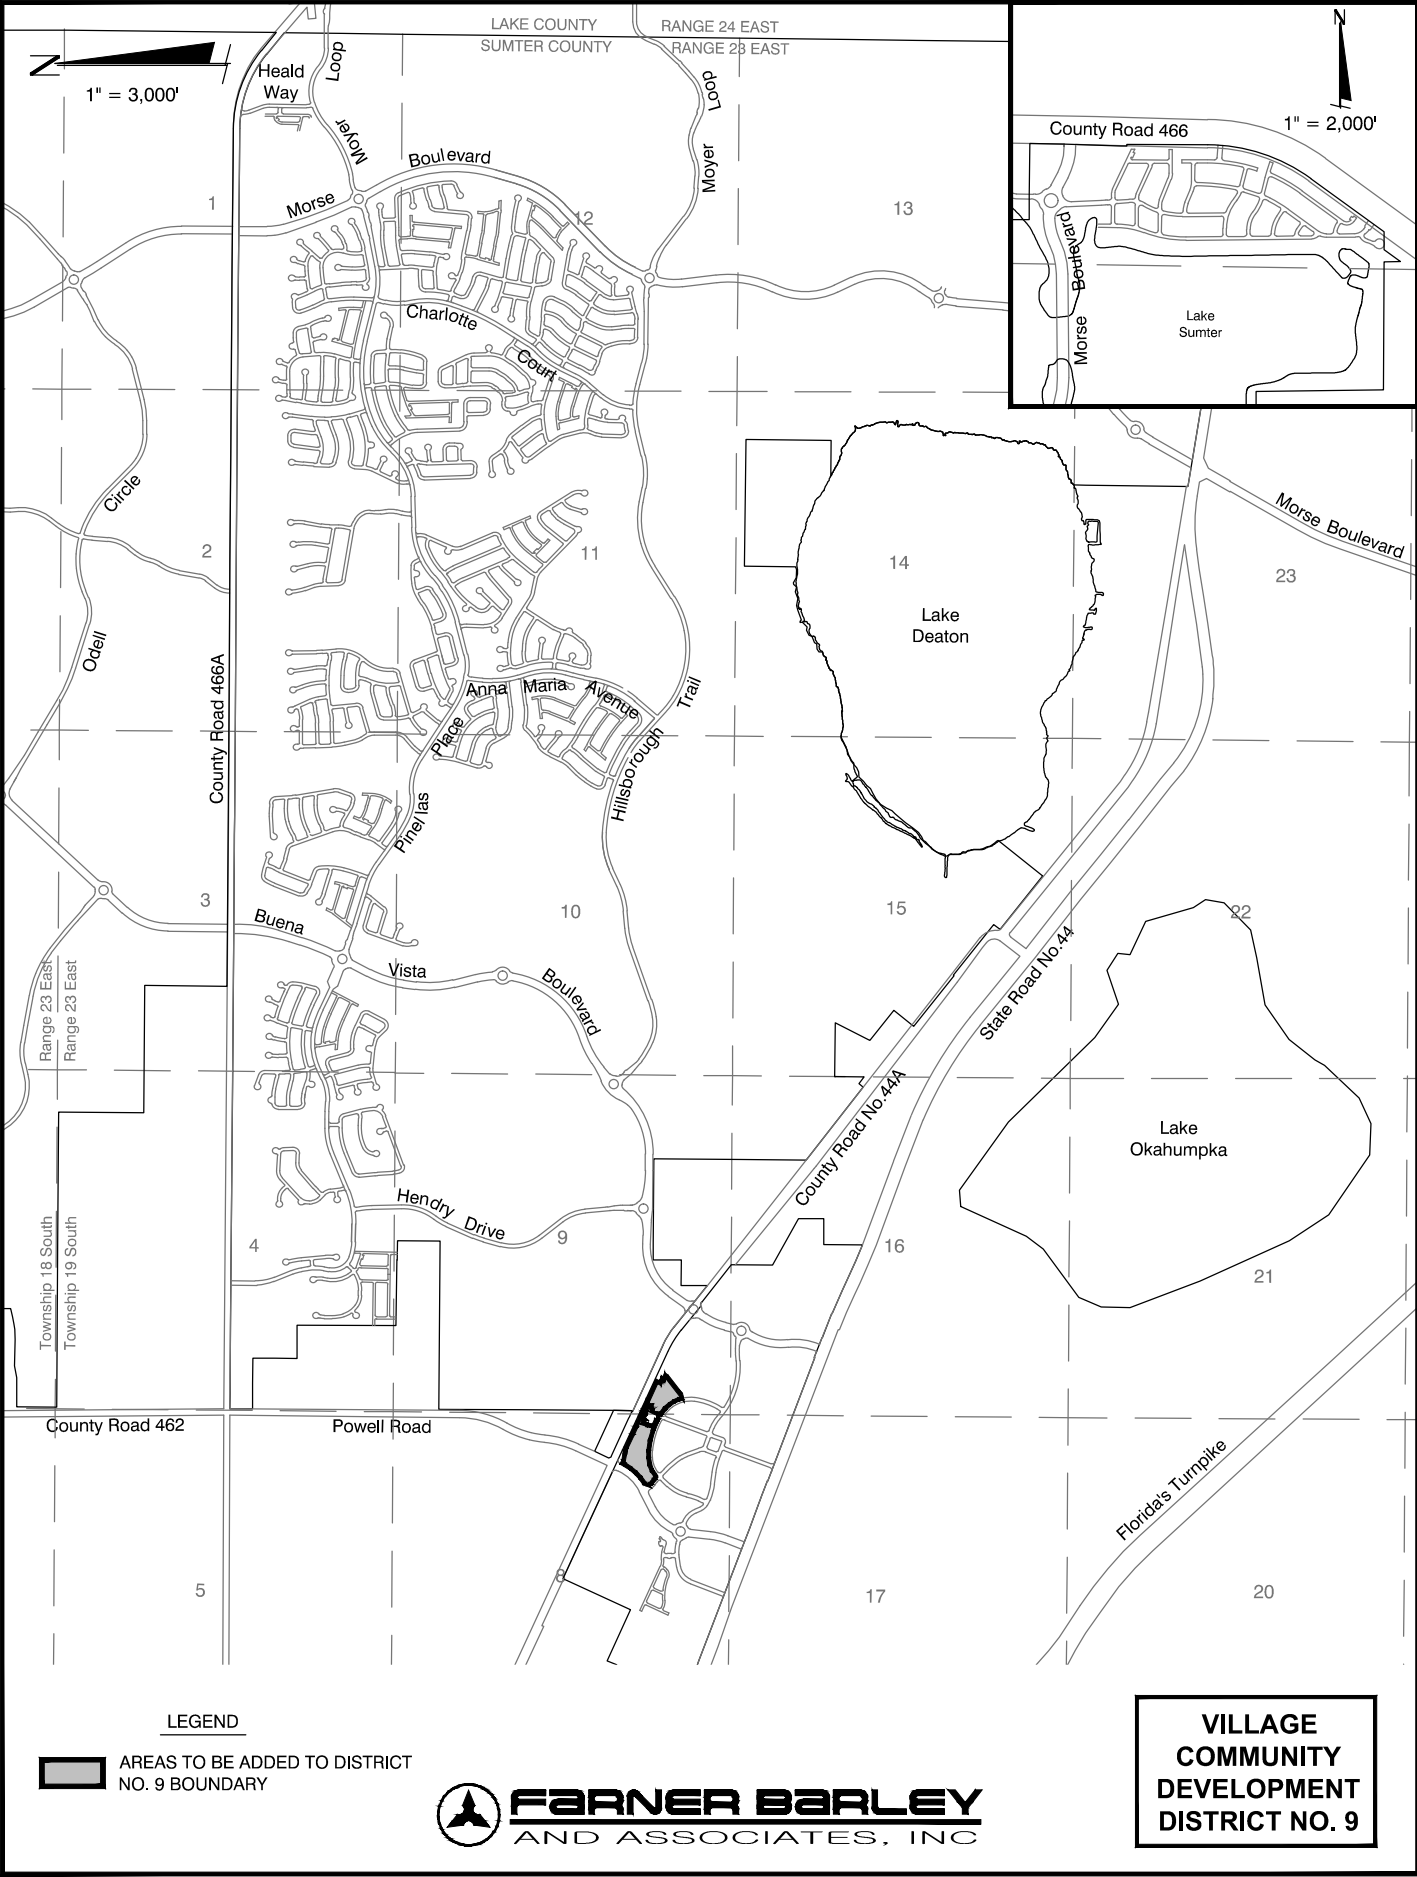 LAKE COUNTY
RANGE 24 EAST
SUMTER COUNTY
RANGE 23 EAST
N
1" = 3,000'
Heald
Way
Loop
Moyer
Boulevard
Morse
Loop
Moyer
1
12
13
Charlotte
Court
Circle
Odell
2
11
14
23
Lake
Deaton
Morse Boulevard
County Road 466A
Anna Maria Avenue
Trail
Hillsborough
Place
Pinellas
3
10
15
22
Buena
Vista
Boulevard
Range 23 East
Range 23 East
State Road No.44
County Road No.44A
Lake
Okahumpka
Hendry Drive
4
9
16
21
Township 18 South
Township 19 South
County Road 462
Powell Road
Florida's Turnpike
5
8
17
20
N
1" = 2,000'
County Road 466
Morse Boulevard
Lake
Sumter
LEGEND
AREAS TO BE ADDED TO DISTRICT
NO. 9 BOUNDARY
FARNER BARLEY
AND ASSOCIATES, INC
VILLAGE
COMMUNITY
DEVELOPMENT
DISTRICT NO. 9